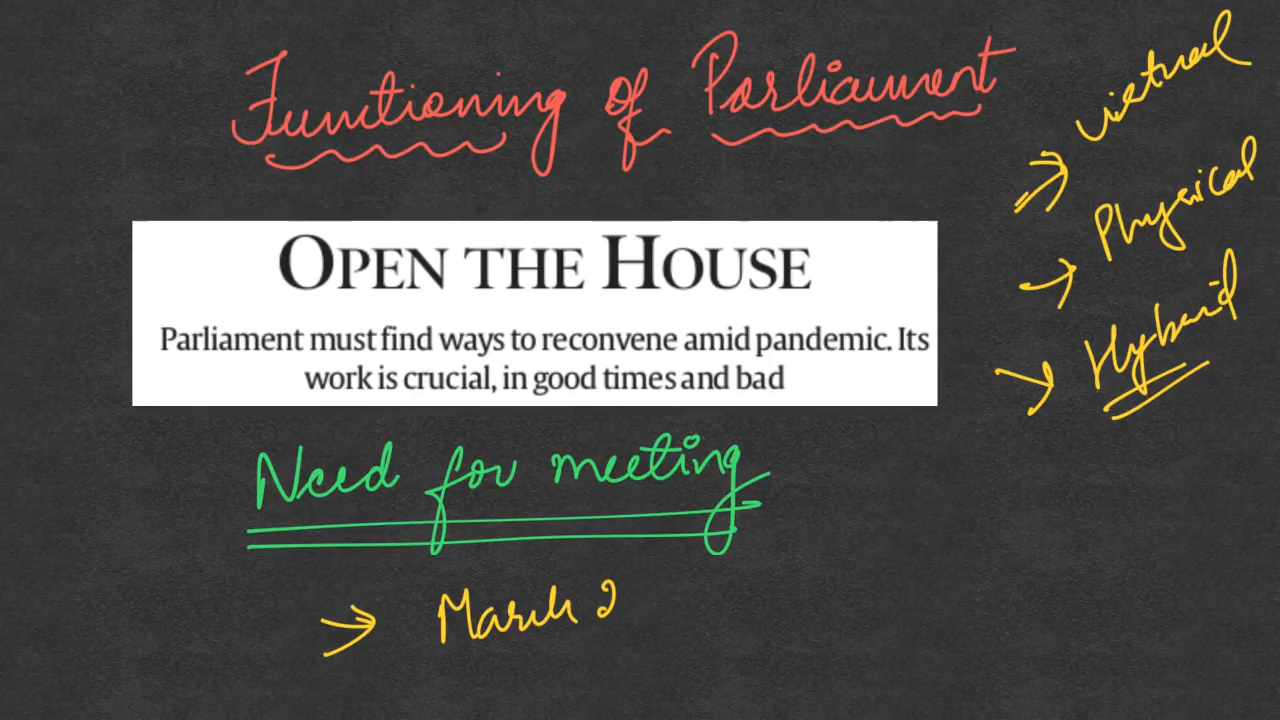 Functioning of Parliament
Virtual
Physical
Hybrid
OPEN THE HOUSE
Parliament must find ways to reconvene amid pandemic. Its
work is crucial, in good times and bad
Need for meeting
March 2